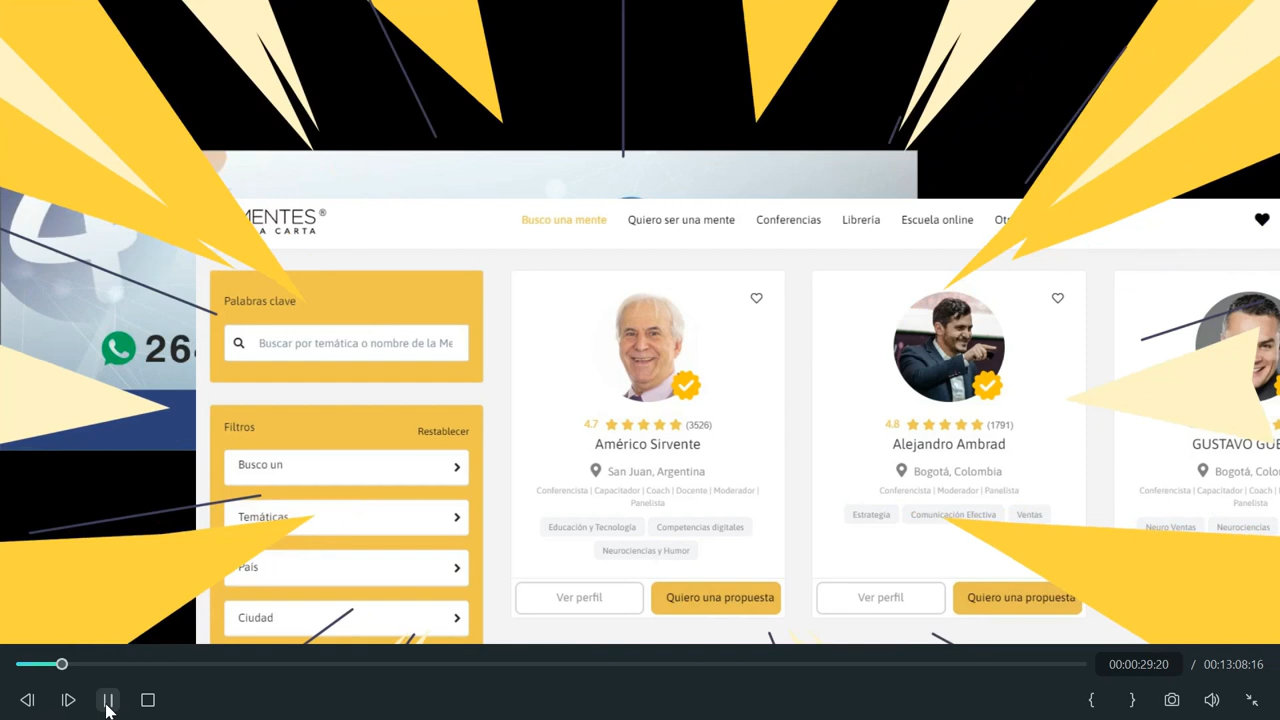 MENTES®
LA CARTA
Busco una mente
Quiero ser una mente
Conferencias
Librería
Escuela online
26
Palabras clave
Buscar por temática o nombre de la Me
Filtros
Restablecer
Busco un
Temáticas
País
Ciudad
4.7 (3526)
Américo Sirvente
San Juan, Argentina
Conferencista | Capacitador | Coach | Docente | Moderador |
Panelista
Educación y Tecnología
Competencias digitales
Neurociencias y Humor
Ver perfil
Quiero una propuesta
4.8 (1791)
Alejandro Ambrad
Bogotá, Colombia
Conferencista | Moderador | Panelista
Estrategia
Comunicación Efectiva
Ventas
Ver perfil
Quiero una propuesta
GUSTAVO
Bogotá,
Conferencista | Capacitador |
Panelista
Neuro Ventas
Neurociencias
00:00:29:20 / 00:13:08:16
{ }